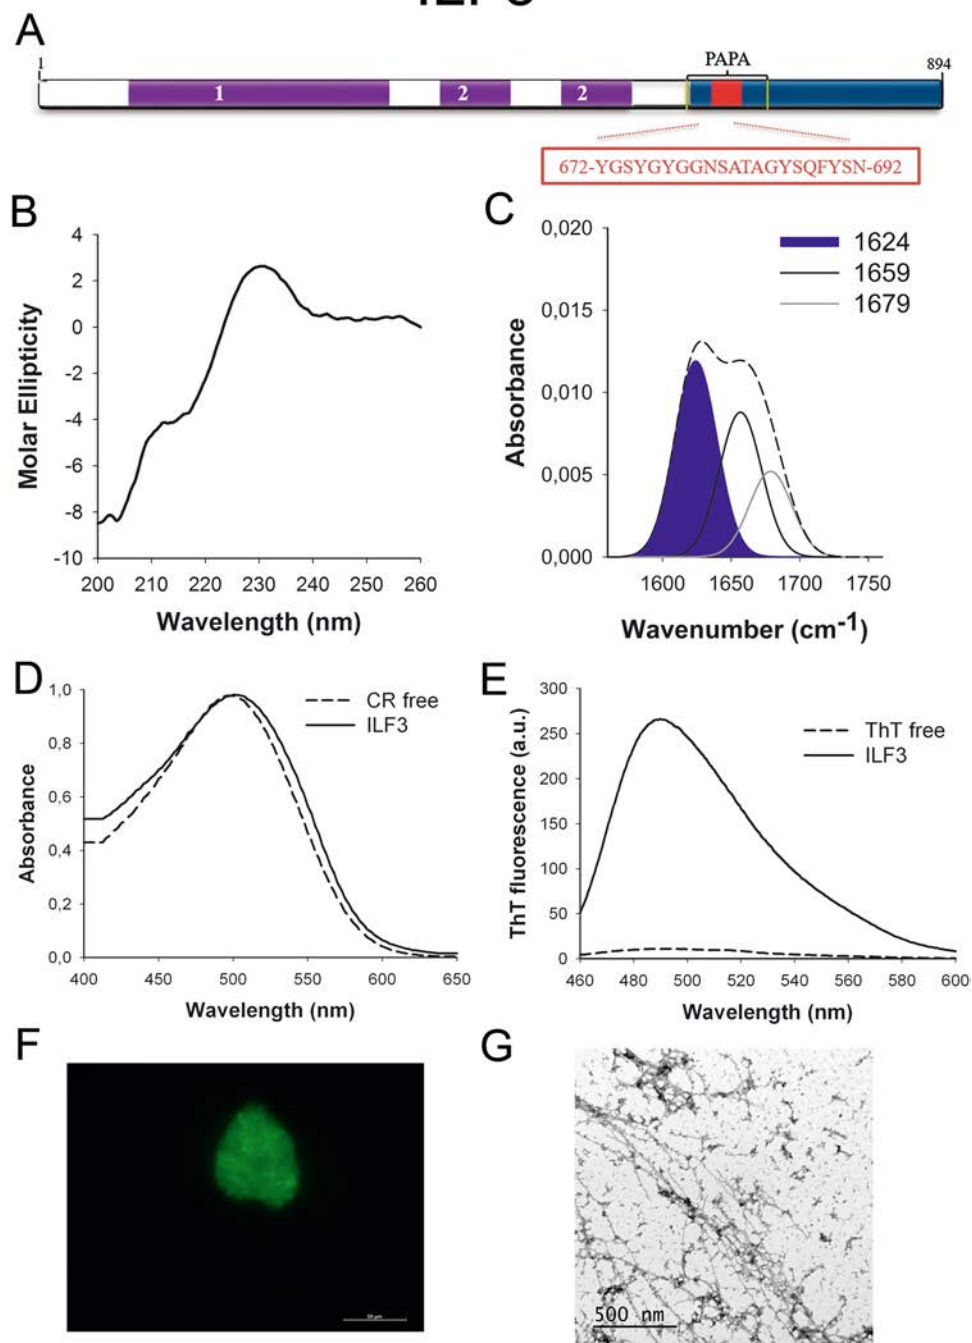 A
1
PAPA
894
1
2
2
672-YGSYGYGGNSATAGYSQFYSN-692
B
4
2
0
-2
-4
-6
-8
-10
200 210 220 230 240 250 260
Molar Ellipticity
Wavelength (nm)
C
0,020
0,015
0,010
0,005
0,000
1600 1650 1700 1750
Absorbance
Wavenumber (cm-1)
1624
1659
1679
D
1,0
0,8
0,6
0,4
0,2
0,0
400 450 500 550 600 650
Absorbance
Wavelength (nm)
CR free
ILF3
E
300
250
200
150
100
50
0
460 480 500 520 540 560 580 600
ThT fluorescence (a.u.)
Wavelength (nm)
ThT free
ILF3
F
G
500 nm